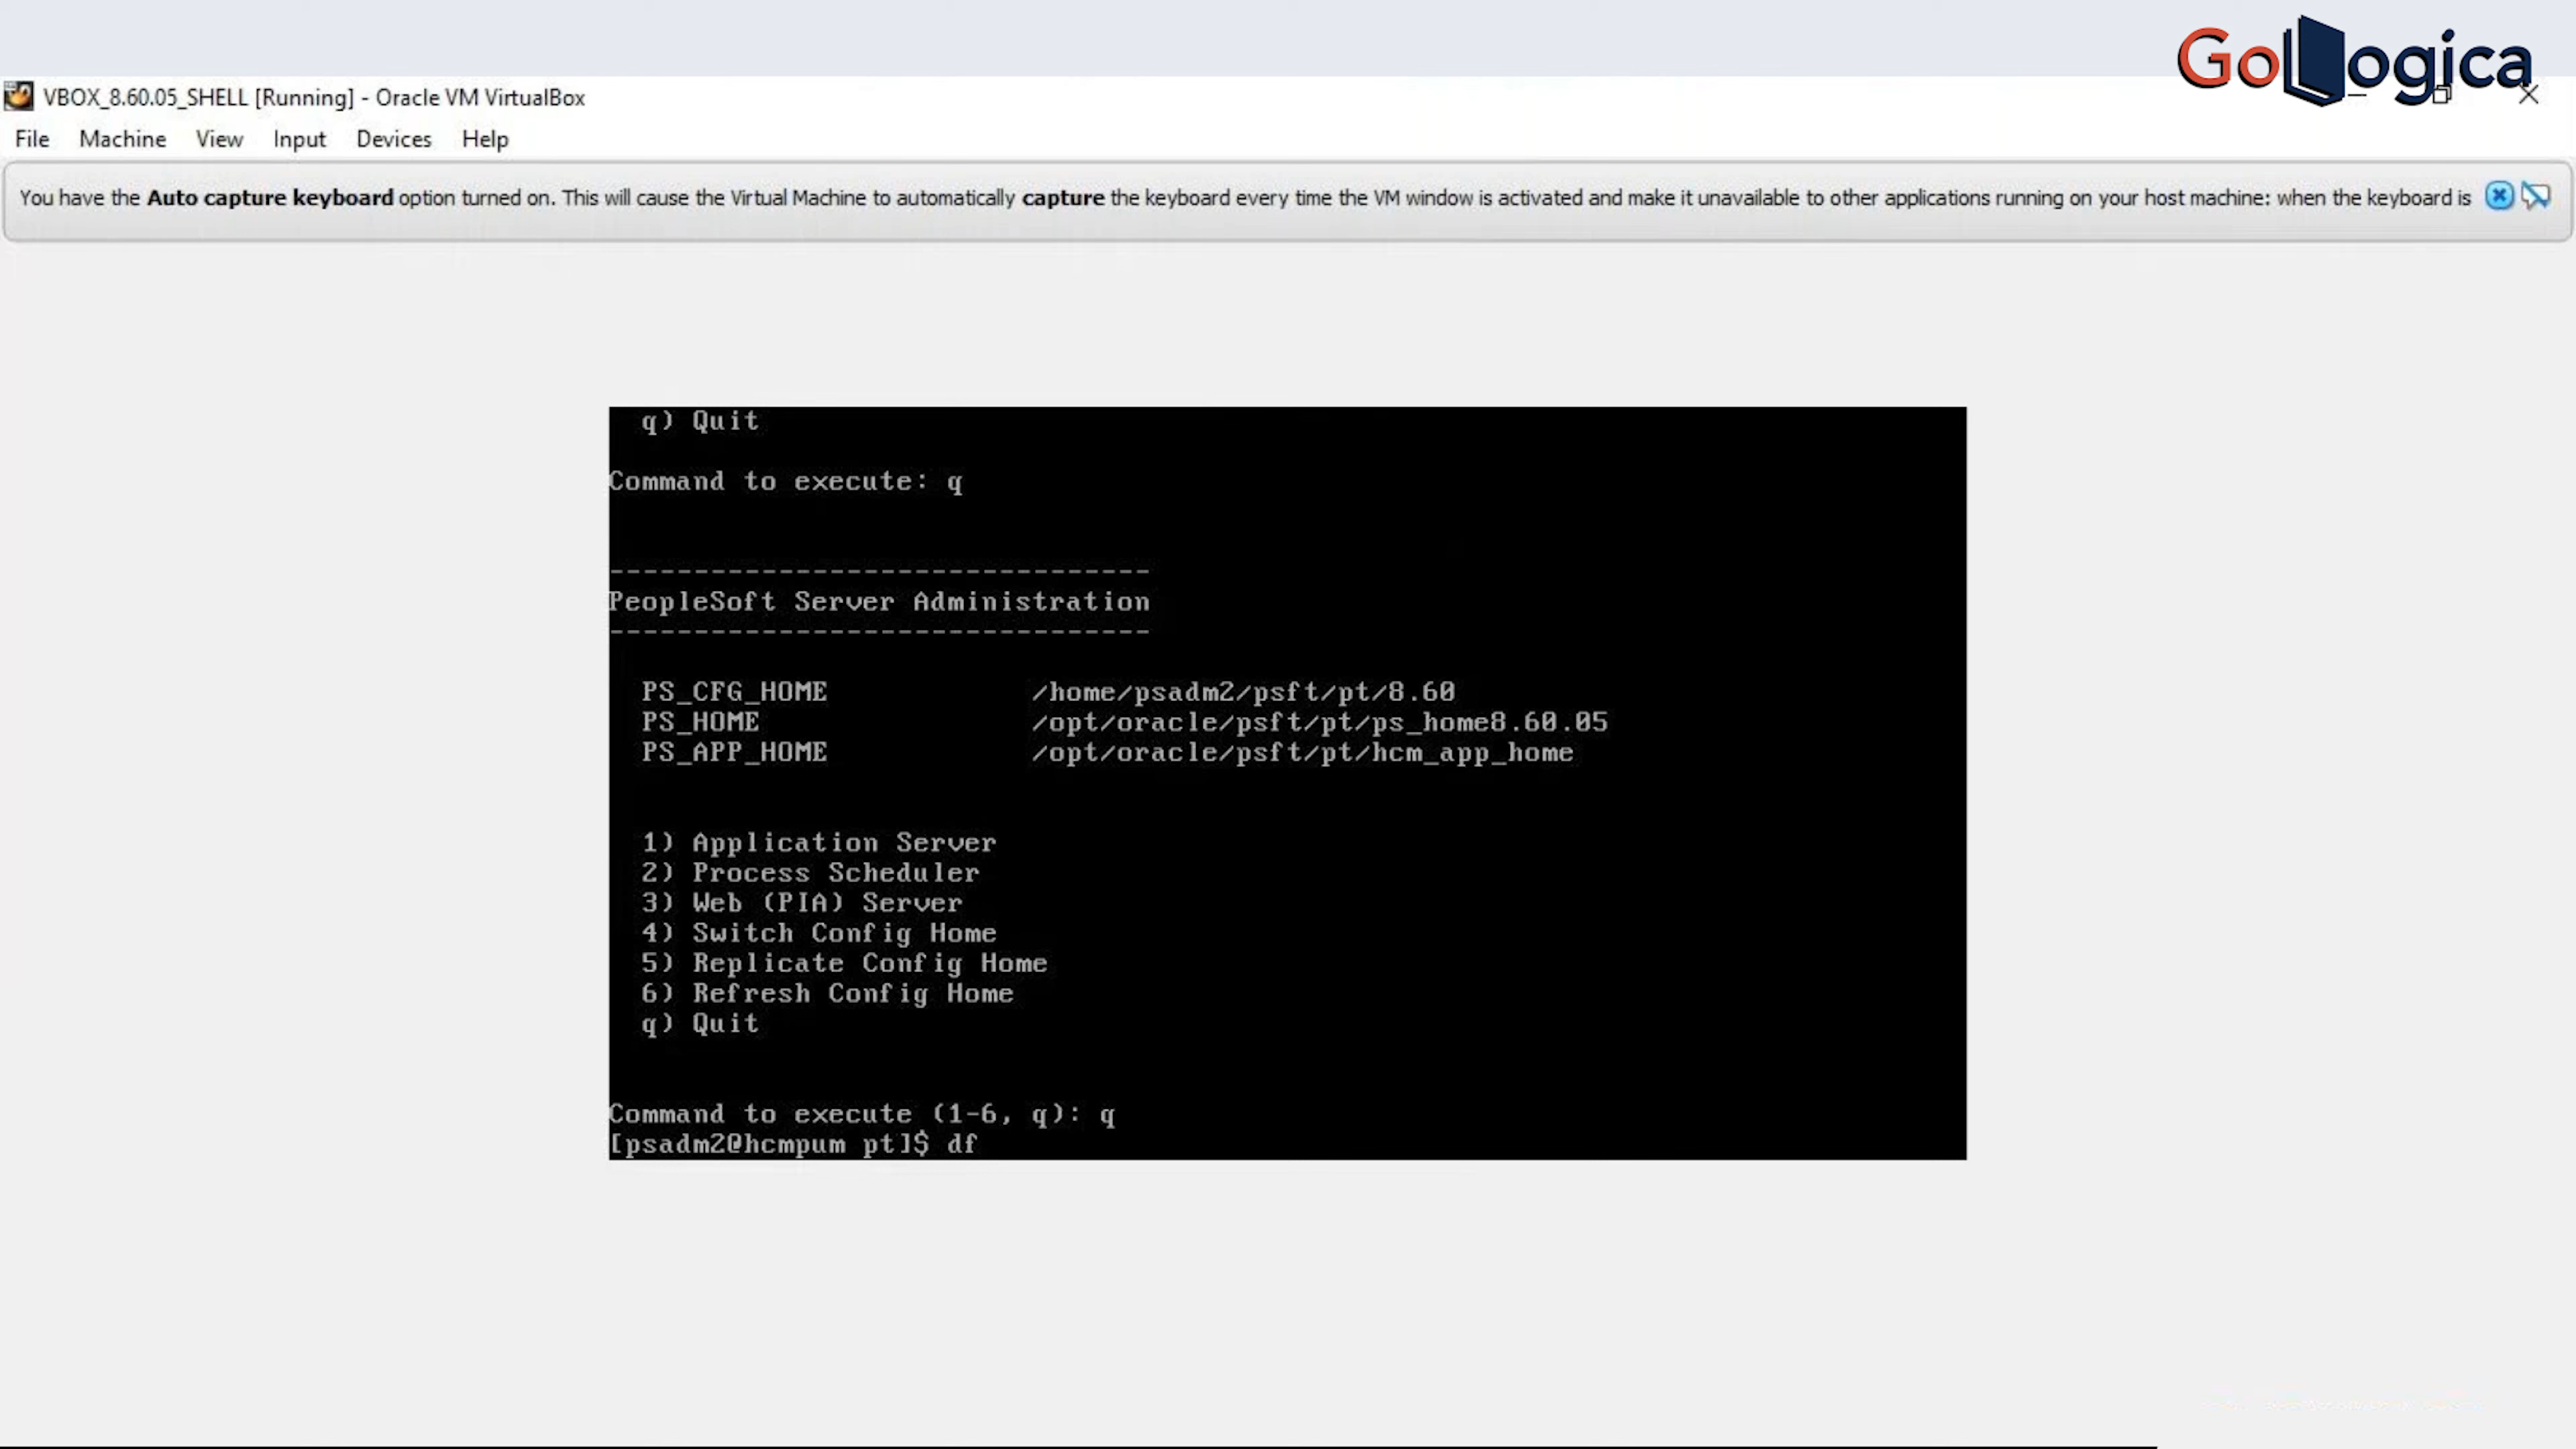 GoLogica
VBOX_8.60.05_SHELL [Running] - Oracle VM VirtualBox
File Machine View Input Devices Help
You have the Auto capture keyboard option turned on. This will cause the Virtual Machine to automatically capture the keyboard every time the VM window is activated and make it unavailable to other applications running on your host machine: when the keyboard is
q) Quit
Command to execute: q
--------------------------------
PeopleSoft Server Administration
--------------------------------
PS_CFG_HOME /home/psadm2/psft/pt/8.60
PS_HOME /opt/oracle/psft/pt/ps_home8.60.05
PS_APP_HOME /opt/oracle/psft/pt/hcm_app_home
1) Application Server
2) Process Scheduler
3) Web (PIA) Server
4) Switch Config Home
5) Replicate Config Home
6) Refresh Config Home
q) Quit
Command to execute (1-6, q): q
[psadm2@hcmpum pt]$ df